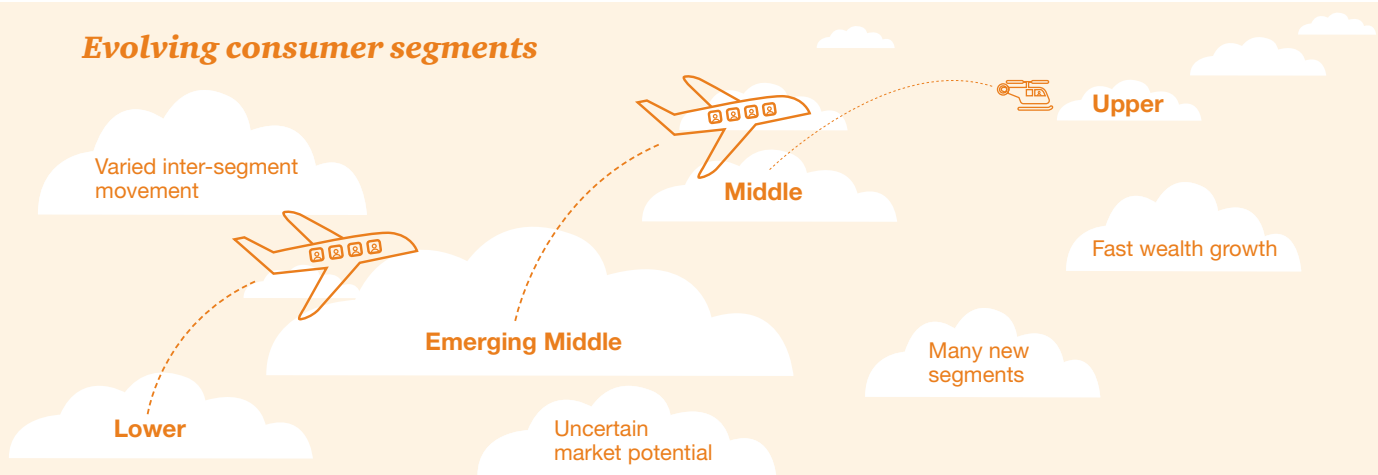 Evolving consumer segments
Upper
Varied inter-segment
movement
Middle
Fast wealth growth
Emerging Middle
Many new
segments
Lower
Uncertain
market potential